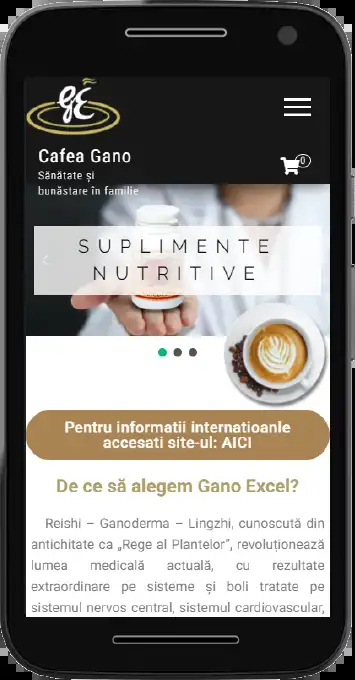 GE
Cafea Gano
Sănătate și
bunăstare în familie
0
SUPLIMENTE
NUTRITIVE
Pentru informatii internatioanle
accesati site-ul: AICI
De ce să alegem Gano Excel?
Reishi – Ganoderma – Lingzhi, cunoscută din
antichitate ca „Rege al Plantelor”, revoluționează
lumea medicală actuală, cu rezultate
extraordinare pe sisteme și boli tratate pe
sistemul nervos central, sistemul cardiovascular,